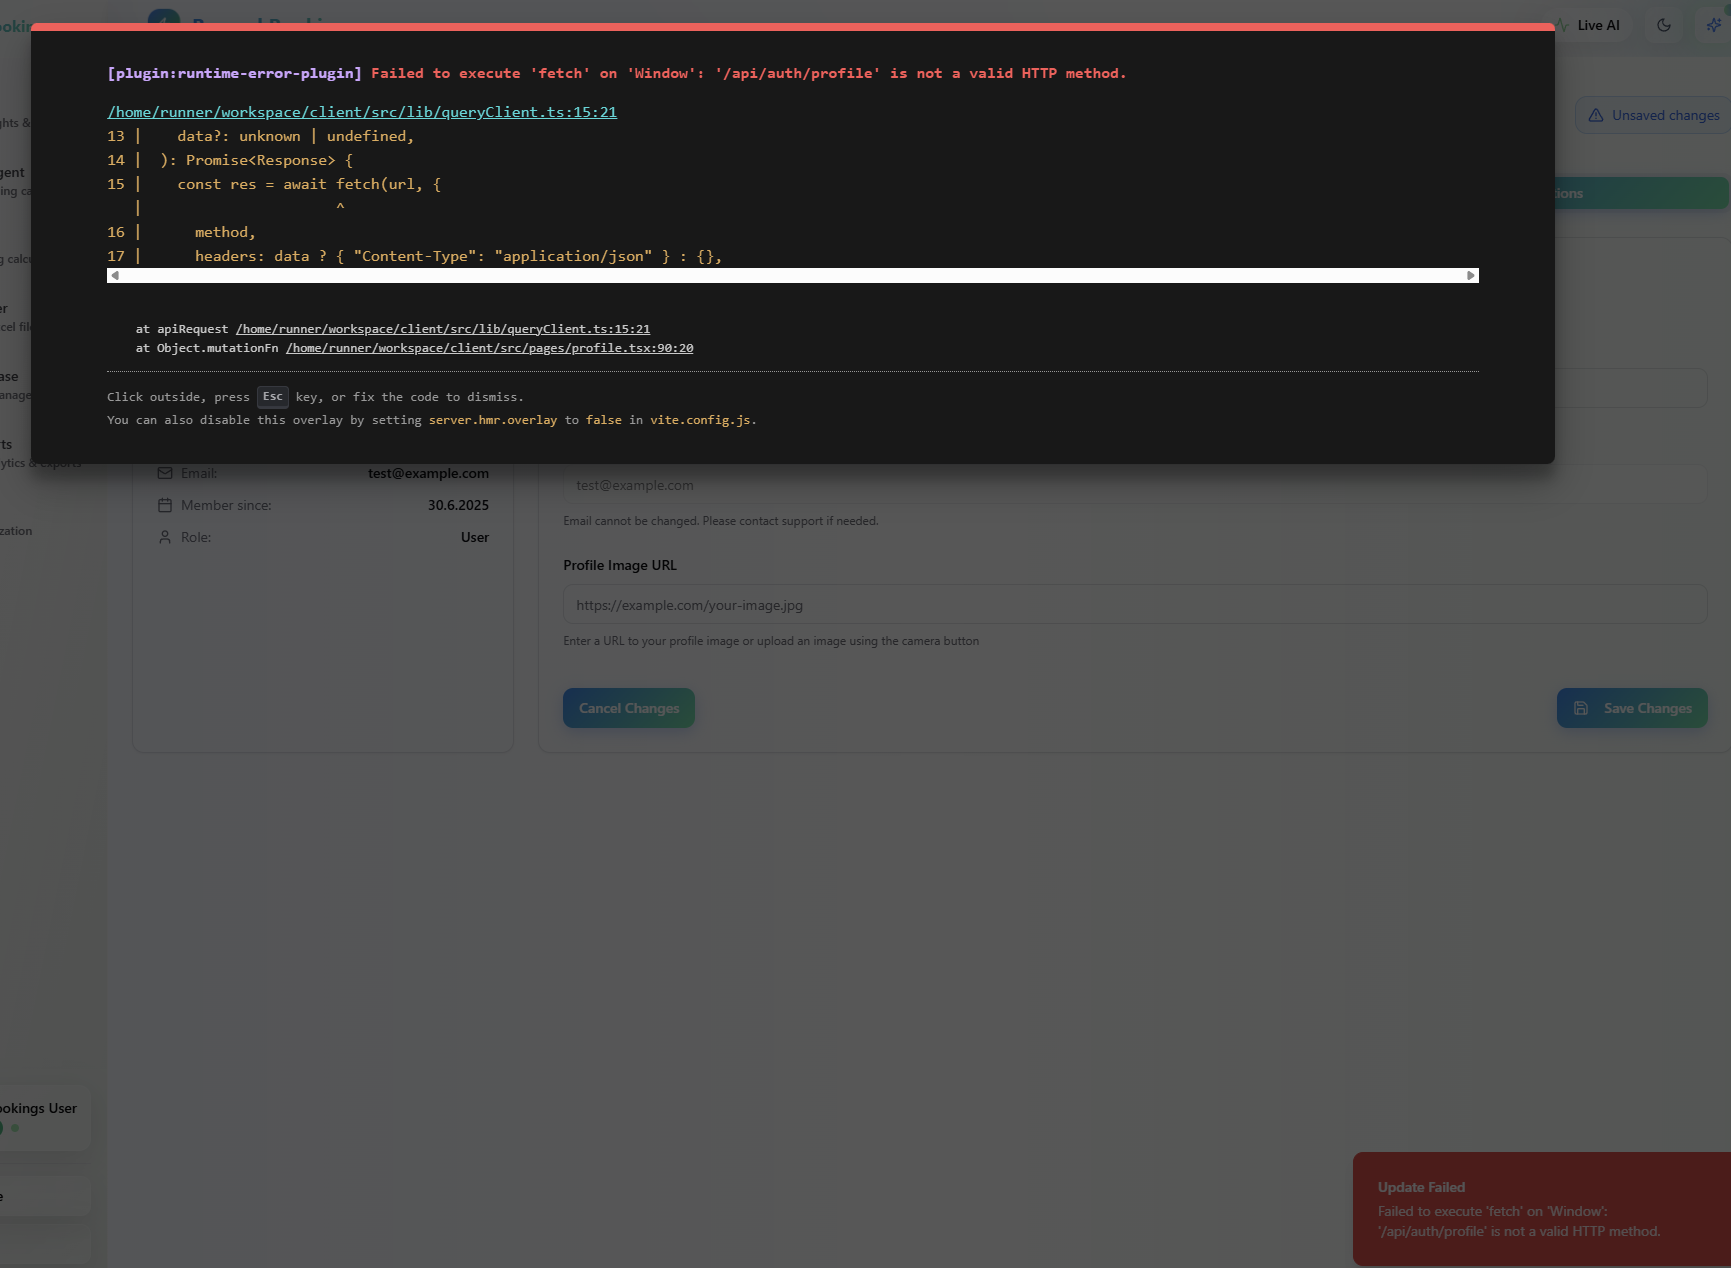 Live AI
[plugin:runtime-error-plugin] Failed to execute 'fetch' on 'Window': '/api/auth/profile' is not a valid HTTP method.
/home/runner/workspace/client/src/lib/queryClient.ts:15:21
13 |    data?: unknown | undefined,
14 |  ): Promise<Response> {
15 |    const res = await fetch(url, {
   |                      ^
16 |      method,
17 |      headers: data ? { "Content-Type": "application/json" } : {},
at apiRequest /home/runner/workspace/client/src/lib/queryClient.ts:15:21
at Object.mutationFn /home/runner/workspace/client/src/pages/profile.tsx:90:20
Click outside, press Esc key, or fix the code to dismiss.
You can also disable this overlay by setting server.hmr.overlay to false in vite.config.js.
Unsaved changes
Email: test@example.com
Member since: 30.6.2025
Role: User
test@example.com
Email cannot be changed. Please contact support if needed.
Profile Image URL
https://example.com/your-image.jpg
Enter a URL to your profile image or upload an image using the camera button
Cancel Changes
Save Changes
ookings User
Update Failed
Failed to execute 'fetch' on 'Window':
'/api/auth/profile' is not a valid HTTP method.